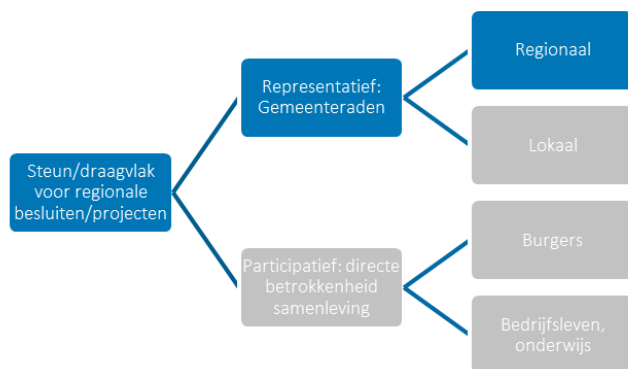 Steun/draagvlak
voor regionale
besluiten/projecten
Representatief:
Gemeenteraden
Regionaal
Lokaal
Participatief: directe
betrokkenheid
samenleving
Burgers
Bedrijfsleven,
onderwijs